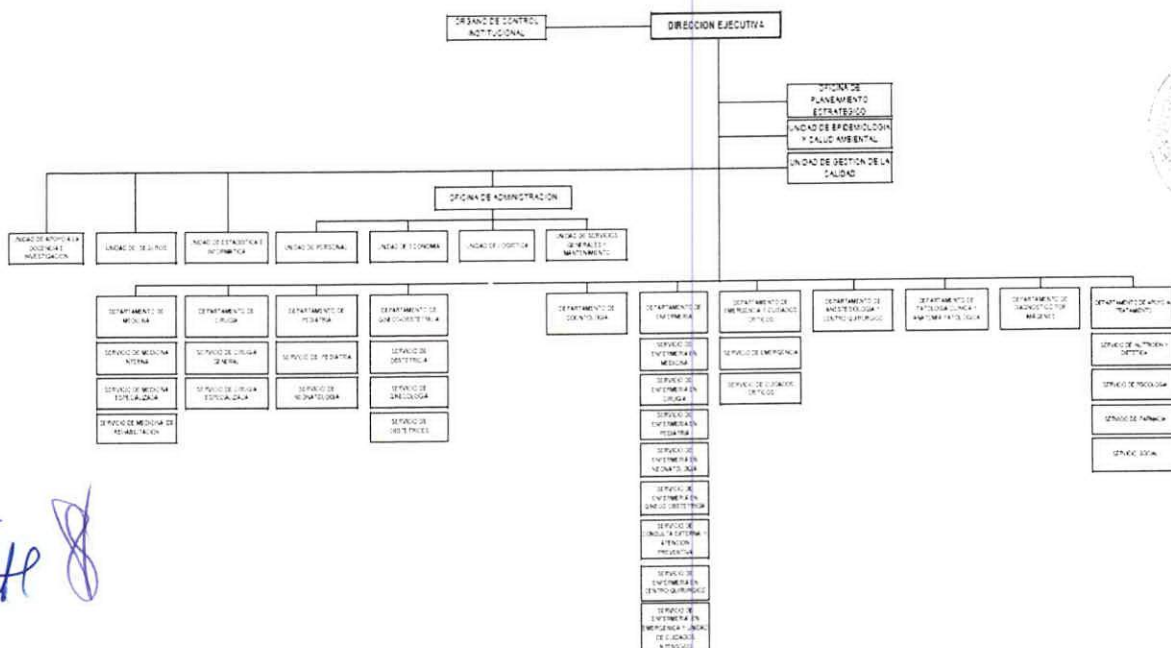 ORGANO DE CONTROL
INSTITUCIONAL
DIRECCION EJECUTIVA
OFICINA DE
PLANEAMIENTO
ESTRATEGICO
UNIDAD DE EPIDEMIOLOGIA
Y SALUD AMBIENTAL
UNIDAD DE GESTION DE LA
CALIDAD
OFICINA DE ADMINISTRACION
UNIDAD DE APOYO A LA
DOCENCIA E
INVESTIGACION
UNIDAD DE SEGUROS
UNIDAD DE ESTADISTICA E
INFORMATICA
UNIDAD DE PERSONAL
UNIDAD DE ECONOMIA
UNIDAD DE LOGISTICA
UNIDAD DE SERVICIOS
GENERALES Y
MANTENIMIENTO
DEPARTAMENTO DE
MEDICINA
SERVICIO DE MEDICINA
INTERNA
SERVICIO DE MEDICINA
ESPECIALIZADA
SERVICIO DE MEDICINA DE
REHABILITACION
DEPARTAMENTO DE
CIRUGIA
SERVICIO DE CIRUGIA
GENERAL
SERVICIO DE CIRUGIA
ESPECIALIZADA
DEPARTAMENTO DE
PEDIATRIA
SERVICIO DE PEDIATRIA
SERVICIO DE
NEONATOLOGIA
DEPARTAMENTO DE
GINECO-OBSTETRICIA
SERVICIO DE
OBSTETRICIA
SERVICIO DE
GINECOLOGIA
SERVICIO DE
OBSTETRICES
DEPARTAMENTO DE
ODONTOLOGIA
DEPARTAMENTO DE
ENFERMERIA
SERVICIO DE
ENFERMERIA EN
MEDICINA
SERVICIO DE
ENFERMERIA EN
CIRUGIA
SERVICIO DE
ENFERMERIA EN
PEDIATRIA
SERVICIO DE
ENFERMERIA EN
NEONATOLOGIA
SERVICIO DE
ENFERMERIA EN
GINECO OBSTETRICIA
SERVICIO DE
CONSULTA EXTERNA Y
ATENCION
PREVENTIVA
SERVICIO DE
ENFERMERIA EN
CENTRO QUIRURGICO
SERVICIO DE
ENFERMERIA EN
EMERGENCIA Y UNIDAD
DE CUIDADOS
INTENSIVOS
DEPARTAMENTO DE
EMERGENCIA Y CUIDADOS
CRITICOS
SERVICIO DE EMERGENCIA
SERVICIO DE CUIDADOS
CRITICOS
DEPARTAMENTO DE
ANESTESIOLOGIA Y
CENTRO QUIRURGICO
DEPARTAMENTO DE
PATOLOGIA CLINICA Y
ANATOMIA PATOLOGICA
DEPARTAMENTO DE
DIAGNOSTICO POR
IMAGENES
DEPARTAMENTO DE APOYO AL
TRATAMIENTO
SERVICIO DE NUTRICION Y
DIETETICA
SERVICIO DE PSICOLOGIA
SERVICIO DE FARMACIA
SERVICIO SOCIAL